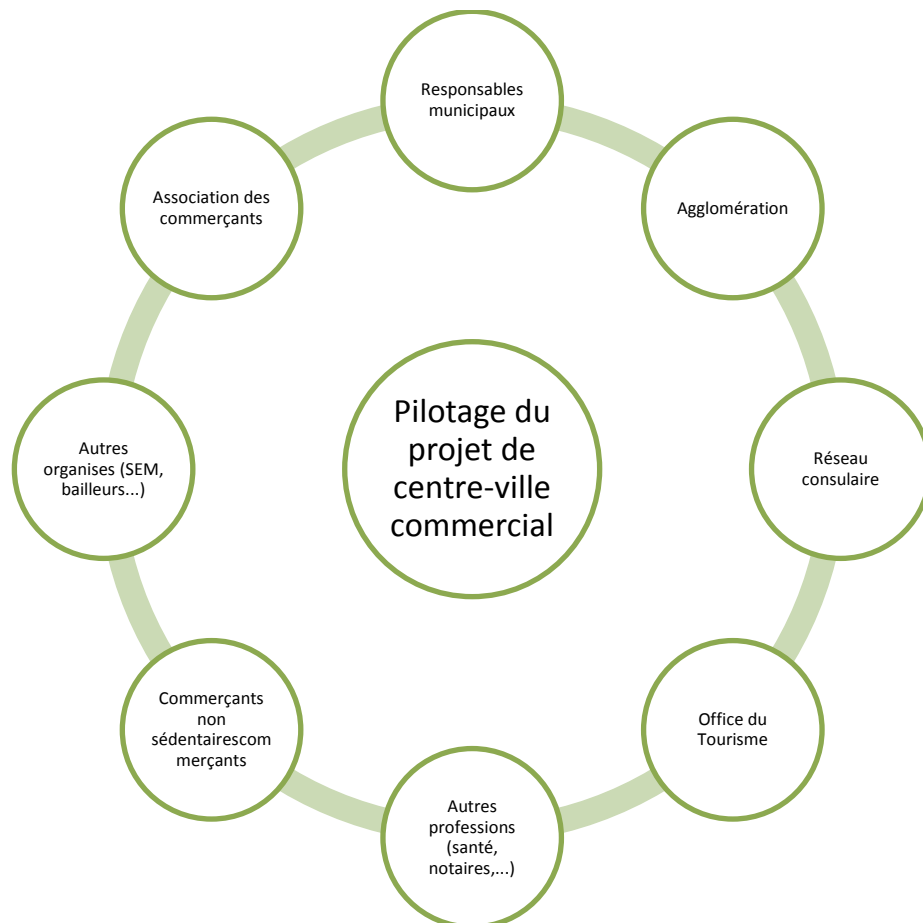 Responsables
municipaux
Agglomération
Réseau
consulaire
Office du
Tourisme
Autres
professions
(santé,
notaires,...)
Commerçants
non
sédentairescom
merçants
Autres
organises (SEM,
bailleurs...)
Association des
commerçants
Pilotage du
projet de
centre-ville
commercial